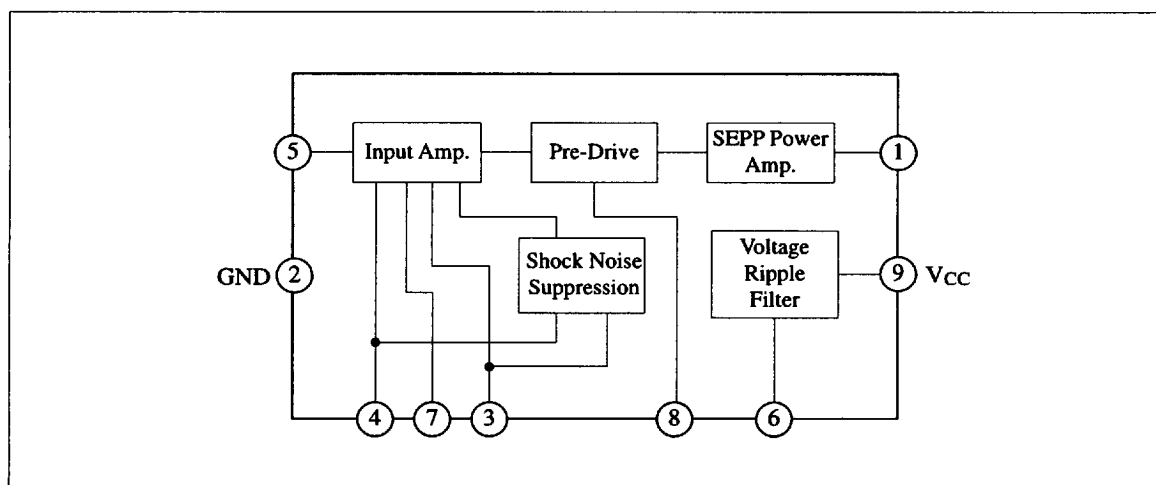 5
Input Amp.
Pre-Drive
SEPP Power
Amp.
1
GND
2
Shock Noise
Suppression
Voltage
Ripple
Filter
9
VCC
4
7
3
8
6